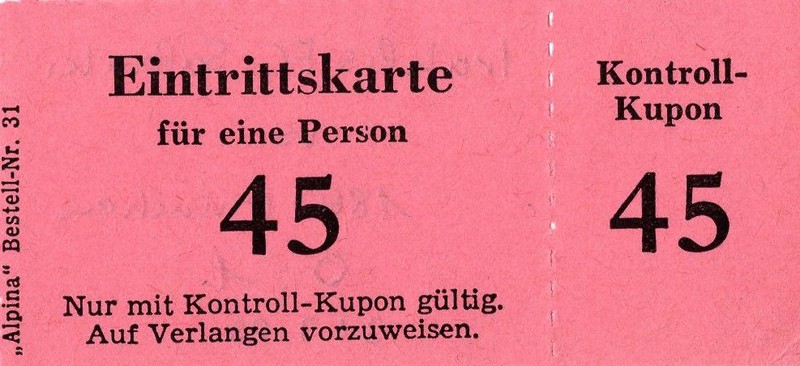 „Alpina“ Bestell-Nr. 31
Eintrittskarte
für eine Person
45
Nur mit Kontroll-Kupon gültig.
Auf Verlangen vorzuweisen.
Kontroll-
Kupon
45